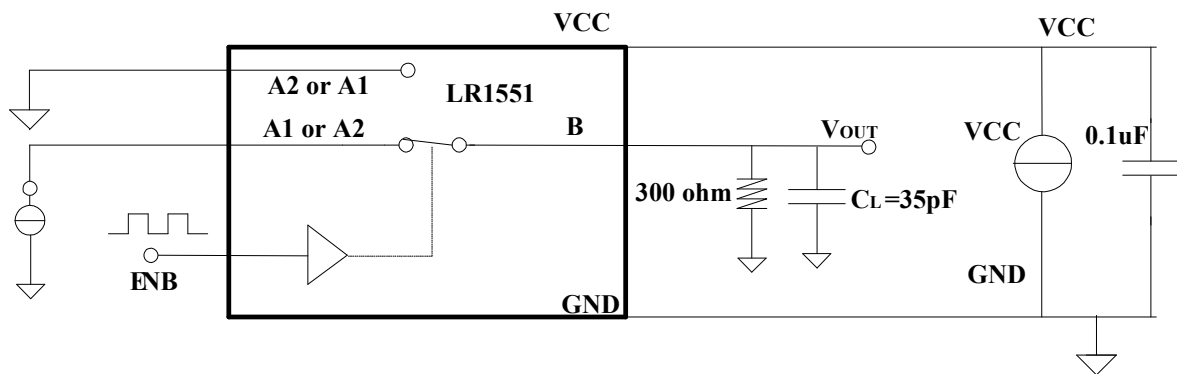 VCC
VCC
A2 or A1
LR1551
A1 or A2
B
VOUT
VCC
0.1uF
300 ohm
CL=35pF
ENB
GND
GND